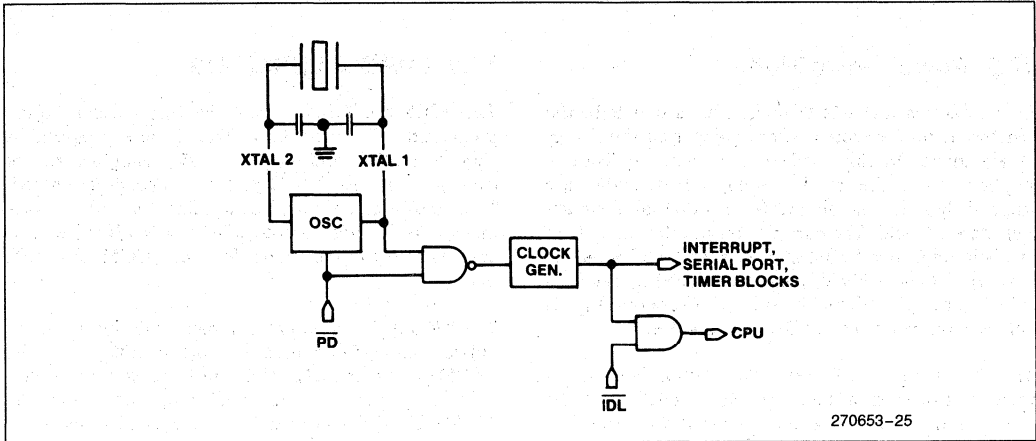 XTAL 2
XTAL 1
OSC
CLOCK
GEN.
INTERRUPT,
SERIAL PORT,
TIMER BLOCKS
PD
CPU
IDL
270653-25